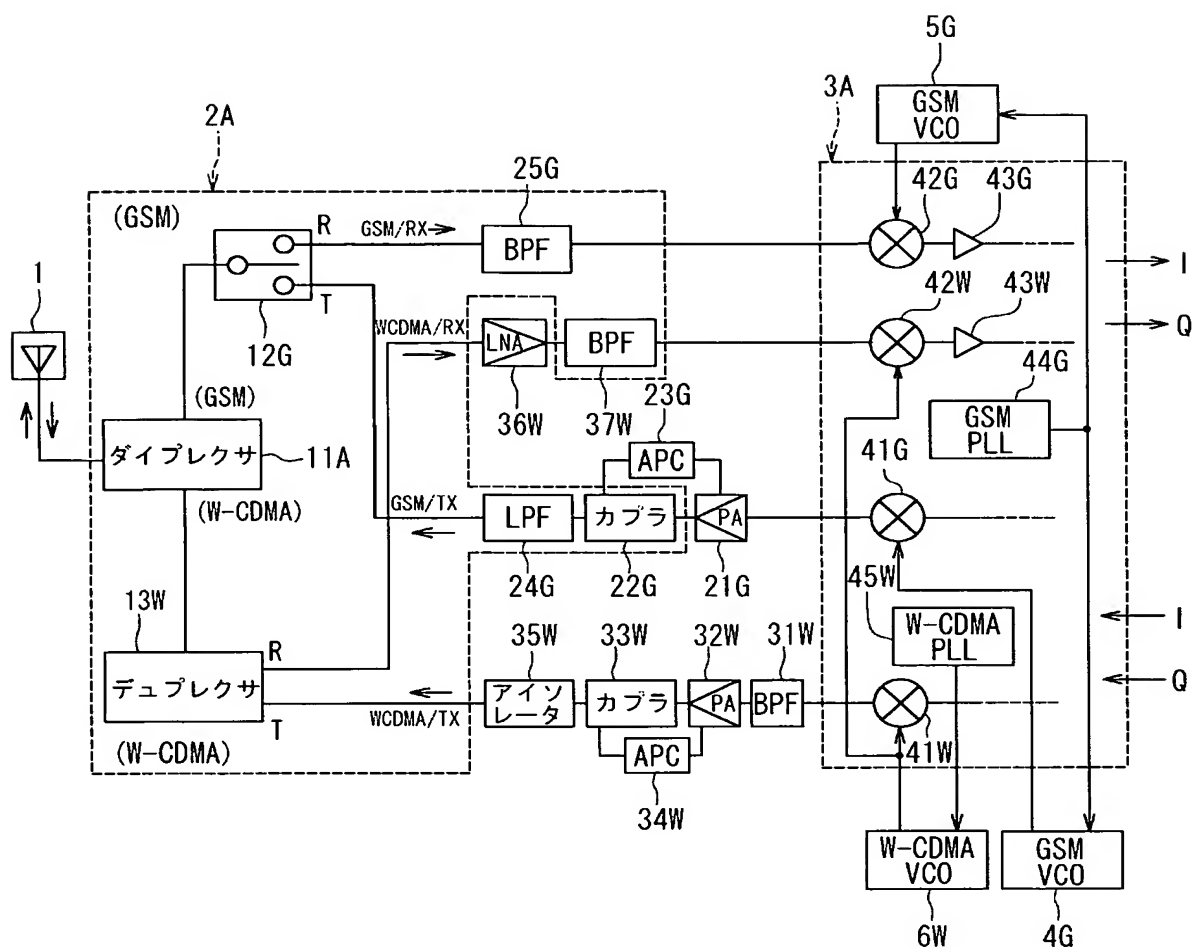 5G
3A
GSM
VCO
2A
25G
42G
43G
(GSM)
R
GSM/RX
BPF
I
1
T
42W
43W
12G
WCDMA/RX
LNA
BPF
Q
44G
(GSM)
36W
37W
23G
GSM
PLL
ダイプレクサ
11A
APC
41G
(W-CDMA)
GSM/TX
LPF
カプラ
PA
24G
22G
21G
45W
13W
35W
33W
32W
31W
W-CDMA
PLL
I
R
デュプレクサ
アイソ
レータ
カプラ
PA
BPF
Q
T
WCDMA/TX
(W-CDMA)
APC
41W
34W
W-CDMA
VCO
GSM
VCO
6W
4G